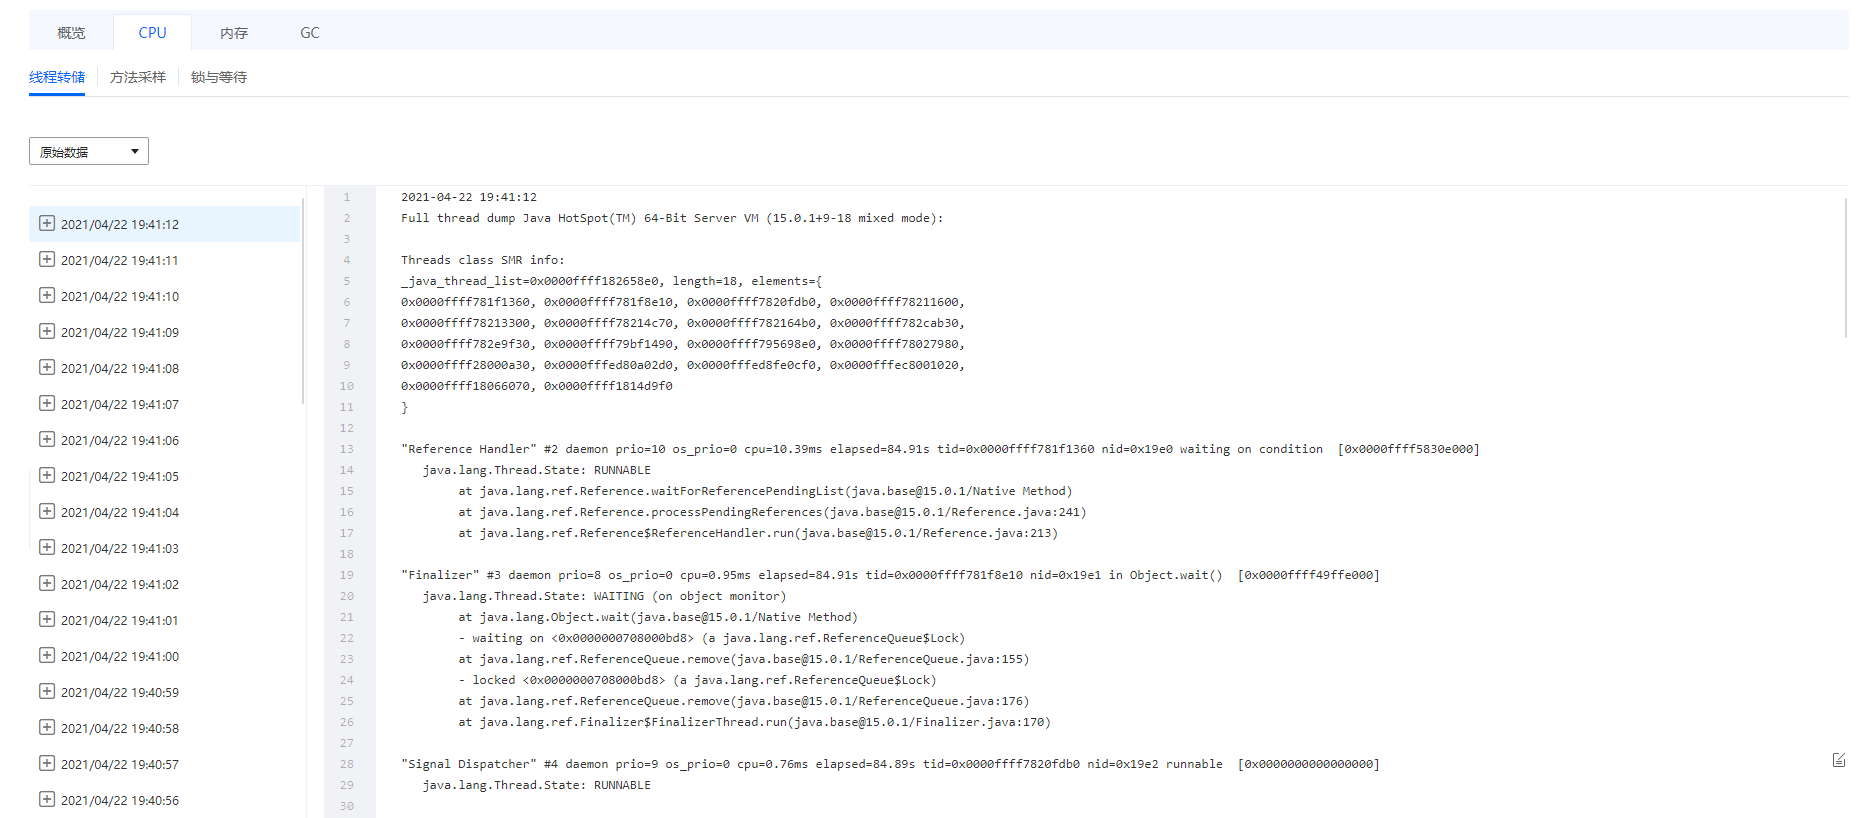 概览 CPU 内存 GC
线程转储 方法采样 锁与等待
原始数据
2021/04/22 19:41:12
2021/04/22 19:41:11
2021/04/22 19:41:10
2021/04/22 19:41:09
2021/04/22 19:41:08
2021/04/22 19:41:07
2021/04/22 19:41:06
2021/04/22 19:41:05
2021/04/22 19:41:04
2021/04/22 19:41:03
2021/04/22 19:41:02
2021/04/22 19:41:01
2021/04/22 19:41:00
2021/04/22 19:40:59
2021/04/22 19:40:58
2021/04/22 19:40:57
2021/04/22 19:40:56
1 2021-04-22 19:41:12
2 Full thread dump Java HotSpot(TM) 64-Bit Server VM (15.0.1+9-18 mixed mode):
3
4 Threads class SMR info:
5 _java_thread_list=0x0000ffff182658e0, length=18, elements={
6 0x0000ffff781f1360, 0x0000ffff781f8e10, 0x0000ffff7820fdb0, 0x0000ffff78211600,
7 0x0000ffff78213300, 0x0000ffff78214c70, 0x0000ffff782164b0, 0x0000ffff782cab30,
8 0x0000ffff782e9f30, 0x0000ffff79bf1490, 0x0000ffff795698e0, 0x0000ffff78027980,
9 0x0000ffff28000a30, 0x0000fffed80a02d0, 0x0000fffed8fe0cf0, 0x0000fffec8001020,
10 0x0000ffff18066070, 0x0000ffff1814d9f0
11 }
12
13 "Reference Handler" #2 daemon prio=10 os_prio=0 cpu=10.39ms elapsed=84.91s tid=0x0000ffff781f1360 nid=0x19e0 waiting on condition [0x0000ffff5830e000]
14 java.lang.Thread.State: RUNNABLE
15 at java.lang.ref.Reference.waitForReferencePendingList(java.base@15.0.1/Native Method)
16 at java.lang.ref.Reference.processPendingReferences(java.base@15.0.1/Reference.java:241)
17 at java.lang.ref.Reference$ReferenceHandler.run(java.base@15.0.1/Reference.java:213)
18
19 "Finalizer" #3 daemon prio=8 os_prio=0 cpu=0.95ms elapsed=84.91s tid=0x0000ffff781f8e10 nid=0x19e1 in Object.wait() [0x0000ffff49ffe000]
20 java.lang.Thread.State: WAITING (on object monitor)
21 at java.lang.Object.wait(java.base@15.0.1/Native Method)
22 - waiting on <0x0000000708000bd8> (a java.lang.ref.ReferenceQueue$Lock)
23 at java.lang.ref.ReferenceQueue.remove(java.base@15.0.1/ReferenceQueue.java:155)
24 - locked <0x0000000708000bd8> (a java.lang.ref.ReferenceQueue$Lock)
25 at java.lang.ref.ReferenceQueue.remove(java.base@15.0.1/ReferenceQueue.java:176)
26 at java.lang.ref.Finalizer$FinalizerThread.run(java.base@15.0.1/Finalizer.java:170)
27
28 "Signal Dispatcher" #4 daemon prio=9 os_prio=0 cpu=0.76ms elapsed=84.89s tid=0x0000ffff7820fdb0 nid=0x19e2 runnable [0x0000000000000000]
29 java.lang.Thread.State: RUNNABLE
30